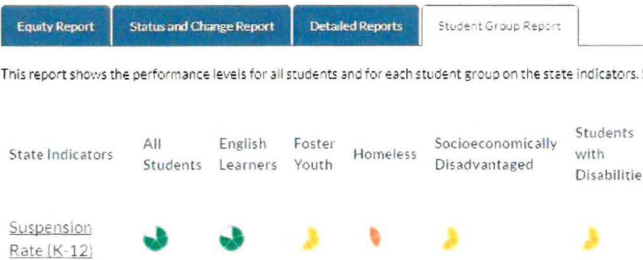 Equity Report
Status and Change Report
Detailed Reports
Student Group Report
This report shows the performance levels for all students and for each student group on the state indicators.
State Indicators
All
Students
English
Learners
Foster
Youth
Homeless
Socioeconomically
Disadvantaged
Students
with
Disabilitie
Suspension
Rate (K-12)